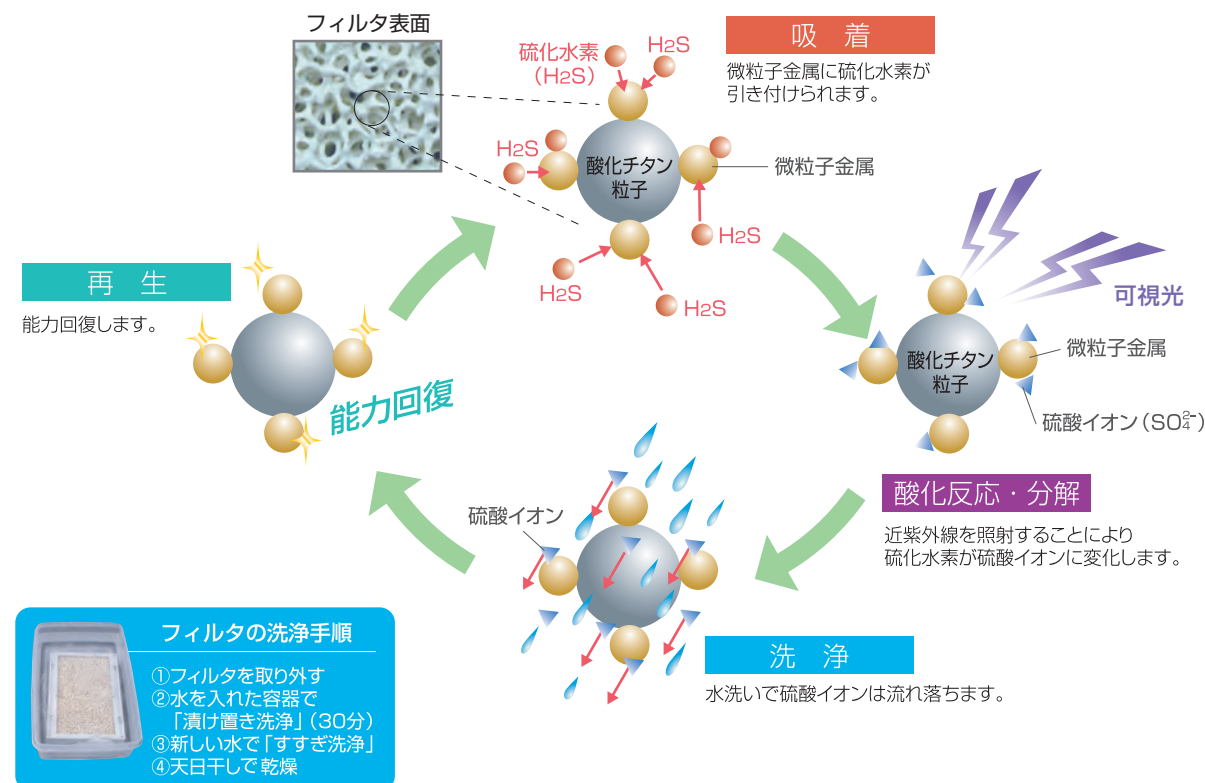 フィルタ表面
硫化水素
（H2S）
H2S
H2S
H2S
H2S
H2S
酸化チタン
粒子
微粒子金属
吸　着
微粒子金属に硫化水素が
引き付けられます。
可視光
酸化チタン
粒子
微粒子金属
硫酸イオン（SO₄²⁻）
酸化反応・分解
近紫外線を照射することにより
硫化水素が硫酸イオンに変化します。
硫酸イオン
洗　浄
水洗いで硫酸イオンは流れ落ちます。
再　生
能力回復します。
能力回復
フィルタの洗浄手順
①フィルタを取り外す
②水を入れた容器で
「漬け置き洗浄」（30分）
③新しい水で「すすぎ洗浄」
④天日干しで乾燥